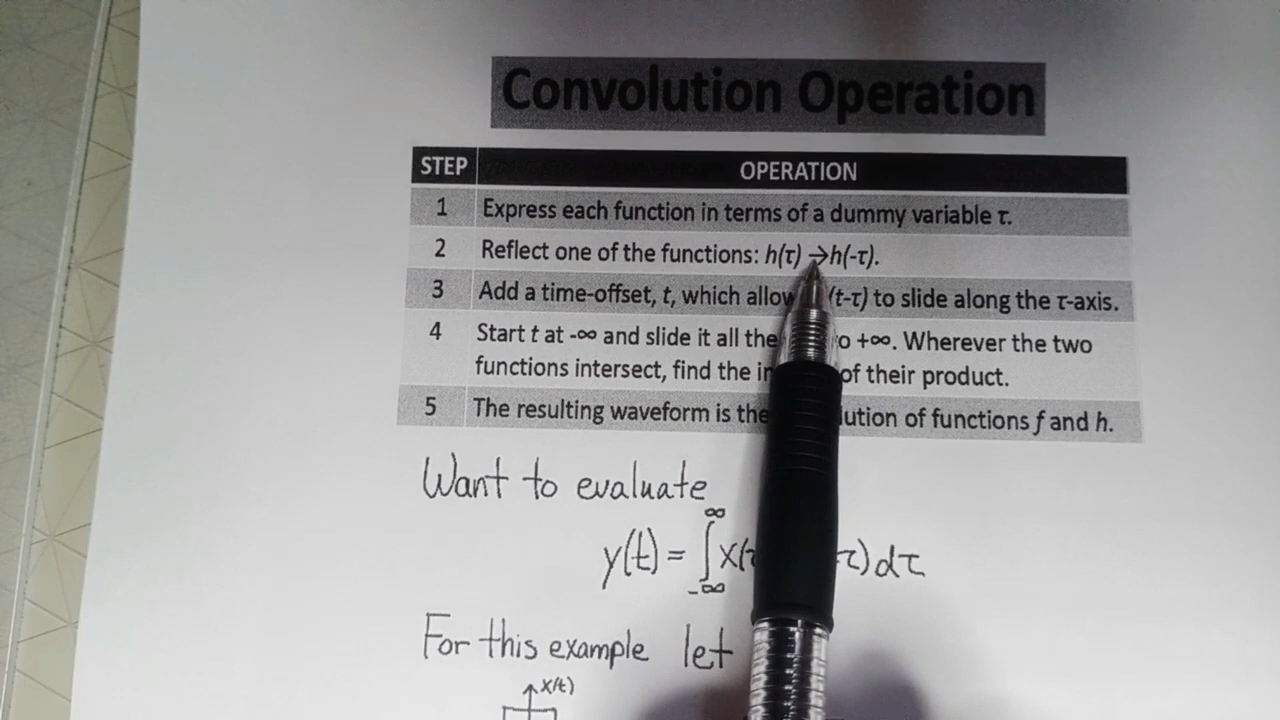 Convolution Operation
STEP OPERATION
1 Express each function in terms of a dummy variable τ.
2 Reflect one of the functions: h(τ) →h(-τ).
3 Add a time-offset, t, which allow (t-τ) to slide along the τ-axis.
4 Start t at -∞ and slide it all the o +∞. Wherever the two
functions intersect, find the in of their product.
5 The resulting waveform is the lution of functions f and h.
Want to evaluate
y(t) = ∫ -∞ ∞ x(τ τ) dτ
For this example let
x(t)